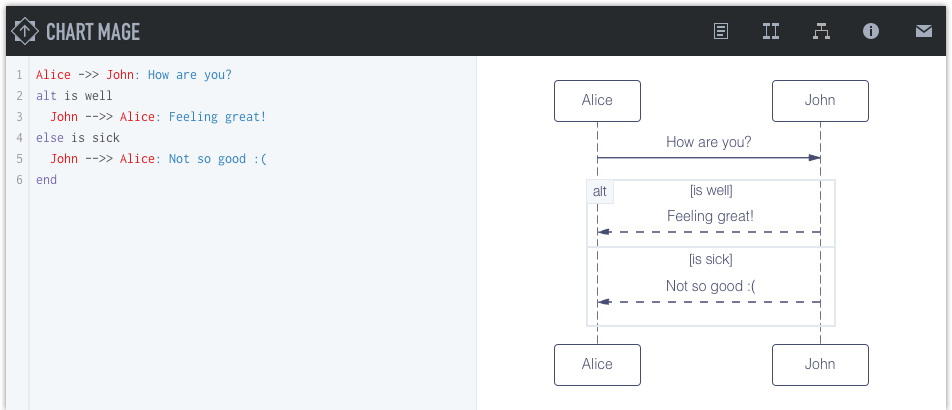 CHART MAGE
1 Alice ->> John: How are you?
2 alt is well
3 John -->> Alice: Feeling great!
4 else is sick
5 John -->> Alice: Not so good :(
6 end
Alice John
How are you?
alt [is well]
Feeling great!
[is sick]
Not so good :(
Alice John